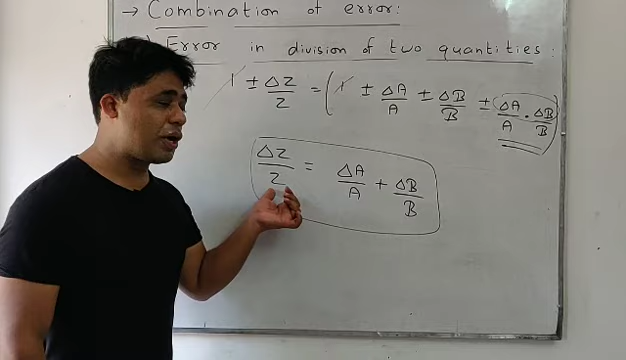 → Combination of error:
Error in division of two quantities:
1 ± ΔZ/Z = (1 ± ΔA/A ± ΔB/B ± ΔA/A . ΔB/B)
ΔZ/Z = ΔA/A + ΔB/B